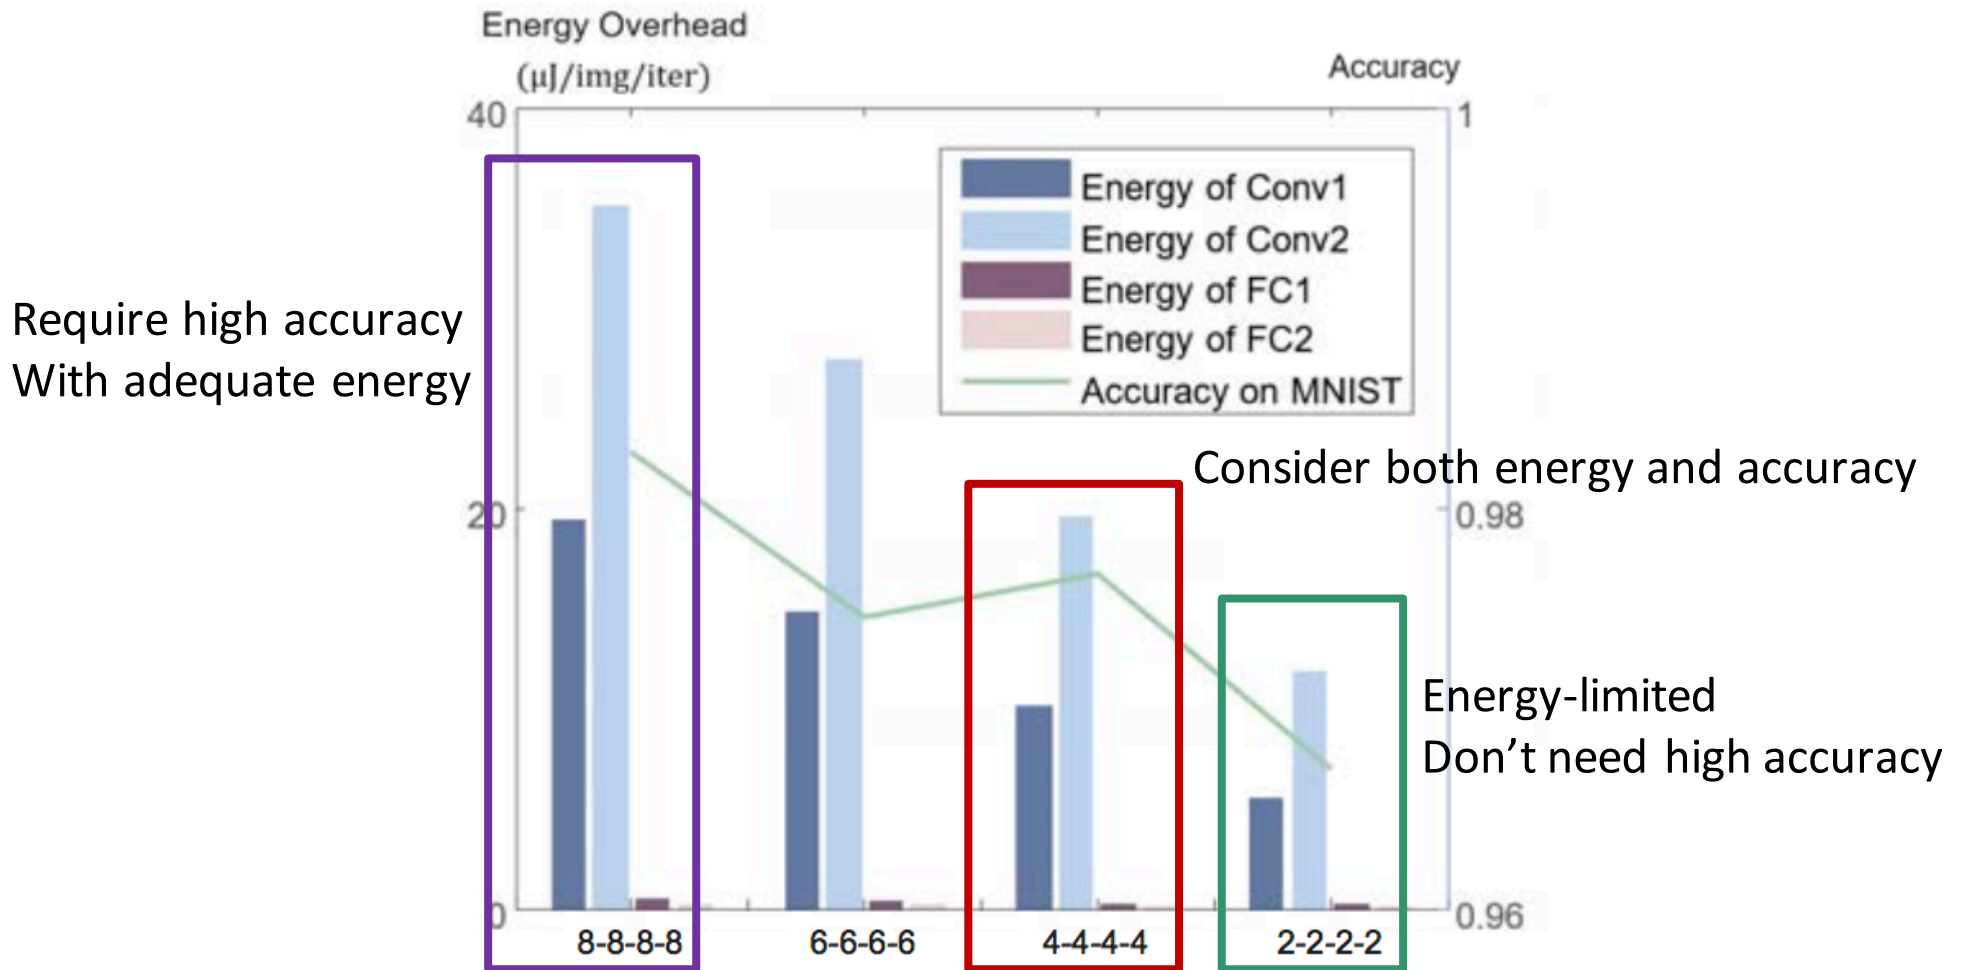 Energy Overhead
(μJ/img/iter)
Accuracy
40
1
Energy of Conv1
Energy of Conv2
Energy of FC1
Energy of FC2
Accuracy on MNIST
Require high accuracy
With adequate energy
Consider both energy and accuracy
20
0.98
Energy-limited
Don’t need high accuracy
0
0.96
8-8-8-8
6-6-6-6
4-4-4-4
2-2-2-2